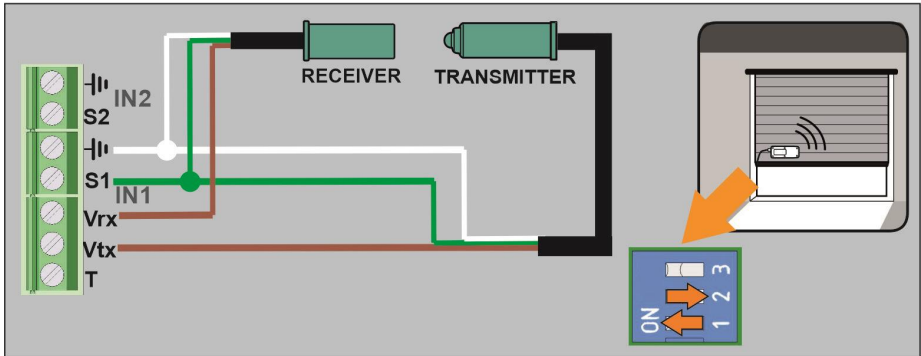 RECEIVER
TRANSMITTER
IN2
S2
S1
IN1
Vrx
Vtx
T
ON
1
2
3